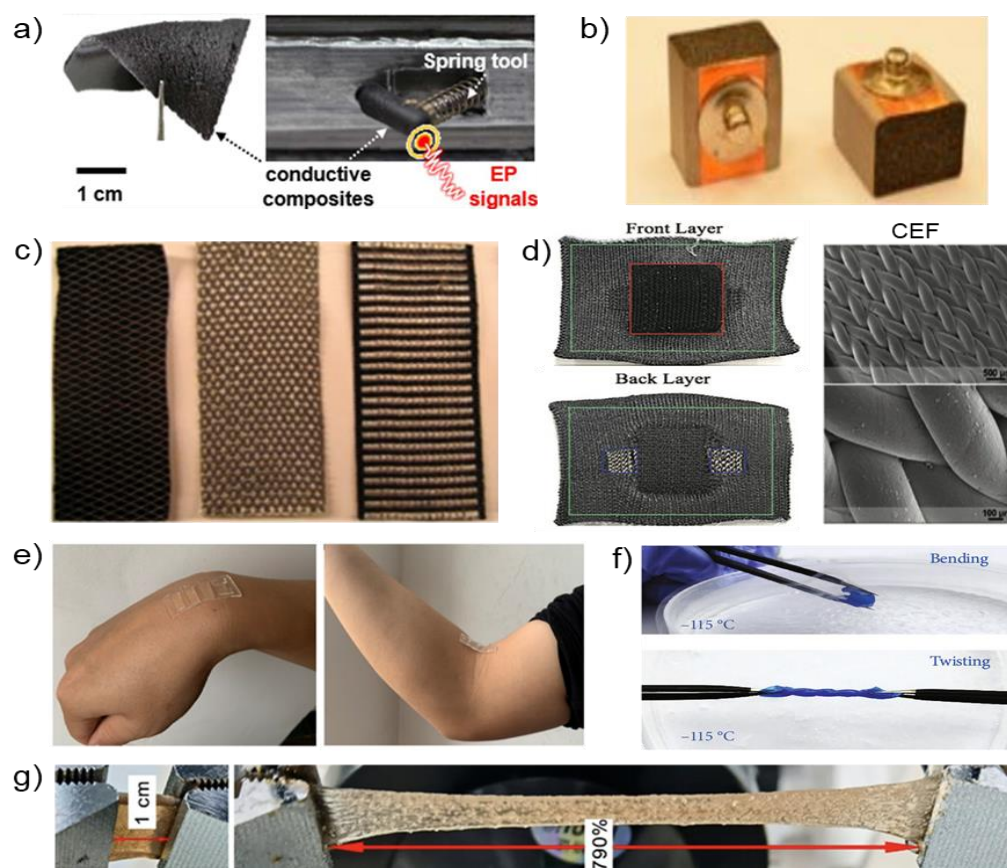 a)
Spring tool
conductive
composites
EP
signals
1 cm
b)
c)
d)
Front Layer
Back Layer
CEF
500 µm
100 µm
e)
f)
Bending
–115 °C
Twisting
–115 °C
g)
1 cm
790%